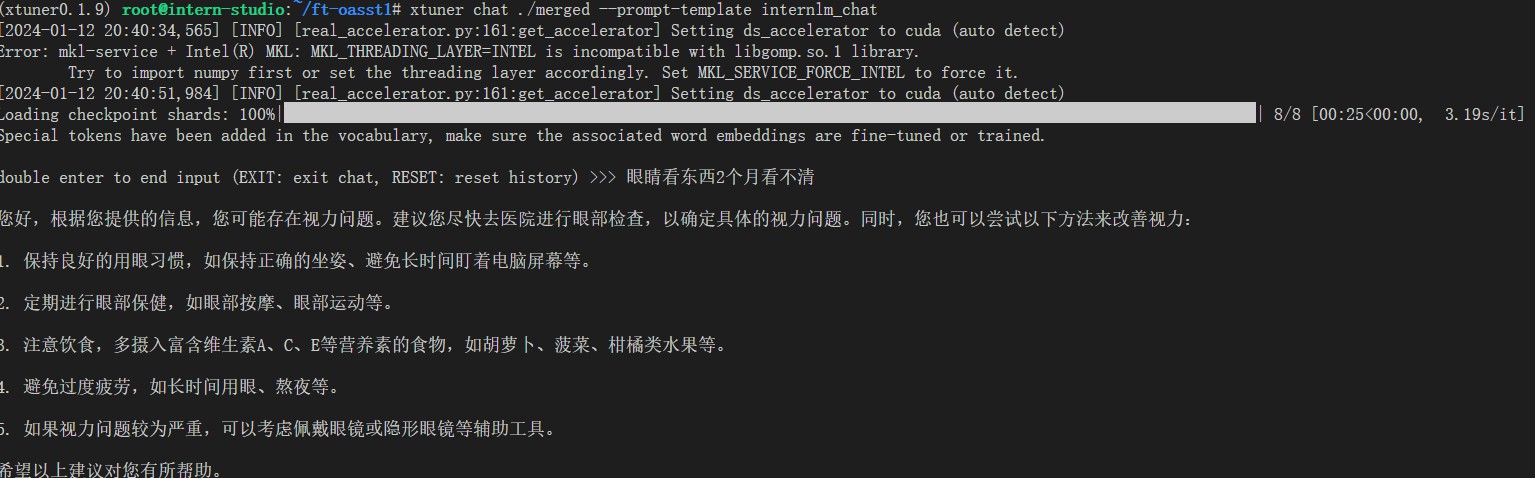 (xtuner0.1.9) root@intern-studio:~/ft-oasst1# xtuner chat ./merged --prompt-template internlm_chat
[2024-01-12 20:40:34,565] [INFO] [real_accelerator.py:161:get_accelerator] Setting ds_accelerator to cuda (auto detect)
Error: mkl-service + Intel(R) MKL: MKL_THREADING_LAYER=INTEL is incompatible with libgomp.so.1 library.
Try to import numpy first or set the threading layer accordingly. Set MKL_SERVICE_FORCE_INTEL to force it.
[2024-01-12 20:40:51,984] [INFO] [real_accelerator.py:161:get_accelerator] Setting ds_accelerator to cuda (auto detect)
Loading checkpoint shards: 100%| | 8/8 [00:25<00:00, 3.19s/it]
Special tokens have been added in the vocabulary, make sure the associated word embeddings are fine-tuned or trained.
double enter to end input (EXIT: exit chat, RESET: reset history) >>> 眼睛看东西2个月看不清
您好，根据您提供的信息，您可能存在视力问题。建议您尽快去医院进行眼部检查，以确定具体的视力问题。同时，您也可以尝试以下方法来改善视力：
1. 保持良好的用眼习惯，如保持正确的坐姿、避免长时间盯着电脑屏幕等。
2. 定期进行眼部保健，如眼部按摩、眼部运动等。
3. 注意饮食，多摄入富含维生素A、C、E等营养素的食物，如胡萝卜、菠菜、柑橘类水果等。
4. 避免过度疲劳，如长时间用眼、熬夜等。
5. 如果视力问题较为严重，可以考虑佩戴眼镜或隐形眼镜等辅助工具。
希望以上建议对您有所帮助。